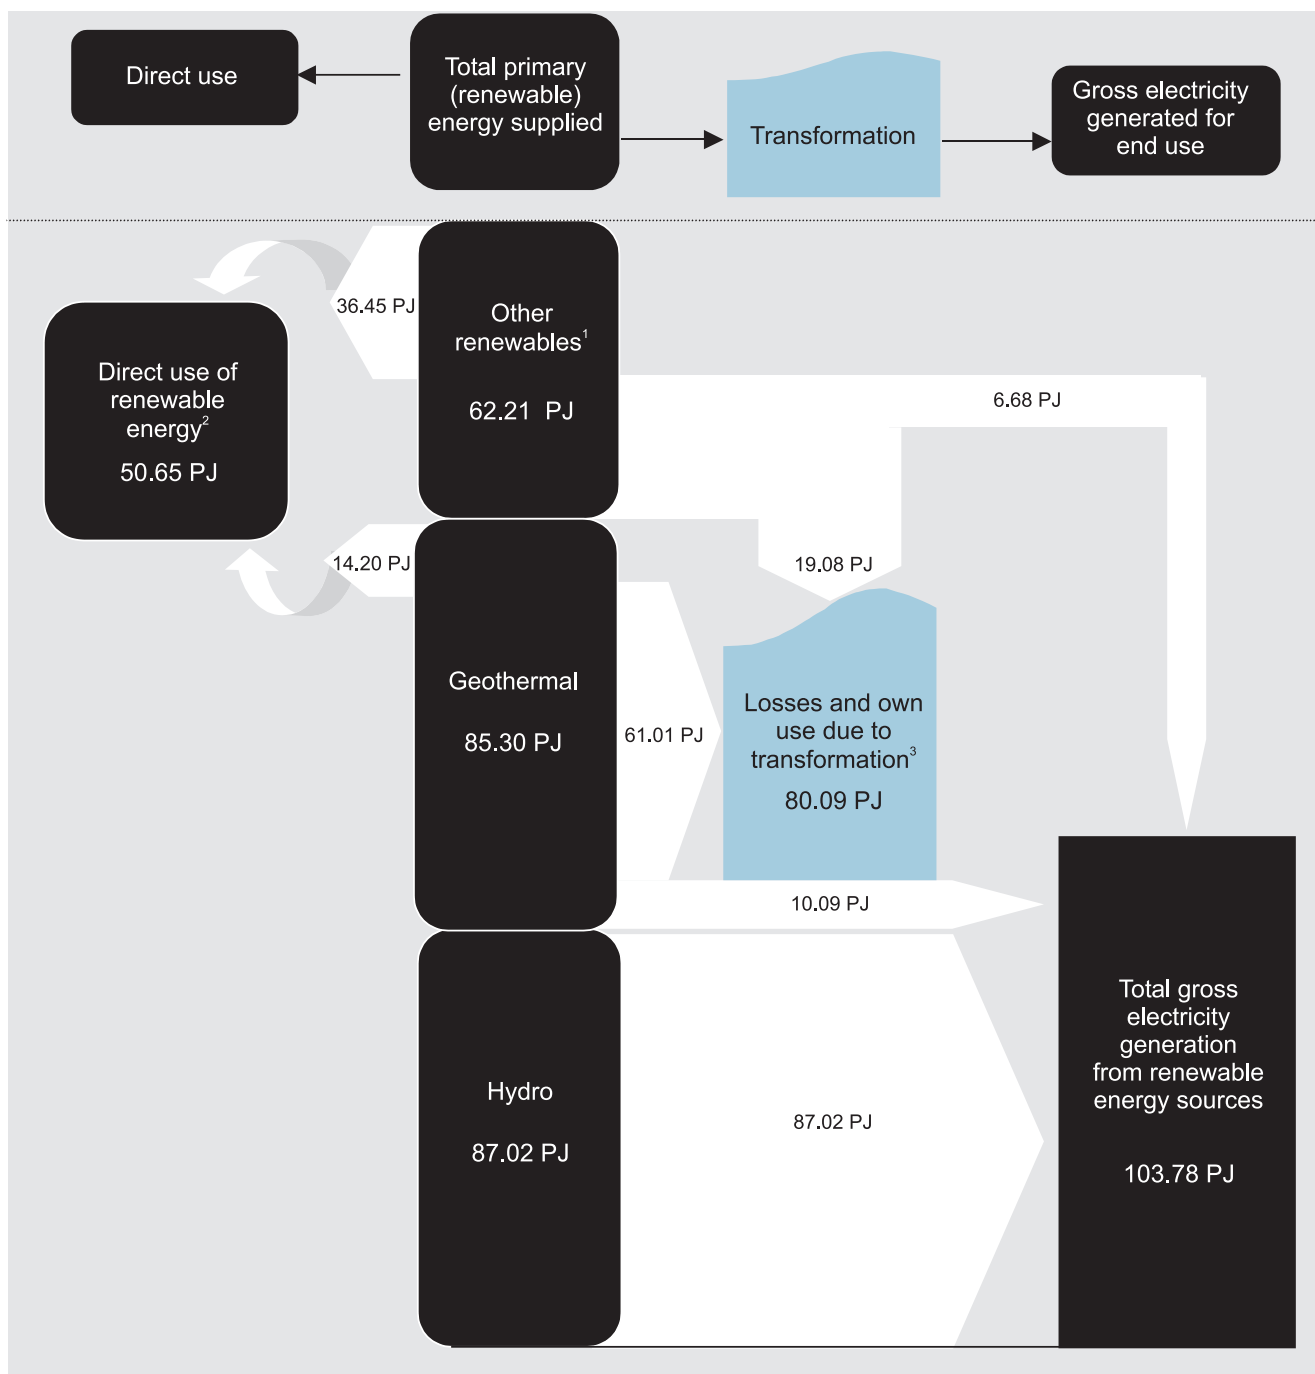 Direct use
Total primary
(renewable)
energy supplied
Transformation
Gross electricity
generated for
end use
36.45 PJ
Other
renewables¹
62.21 PJ
6.68 PJ
Direct use of
renewable
energy²
50.65 PJ
14.20 PJ
19.08 PJ
Geothermal
85.30 PJ
61.01 PJ
Losses and own
use due to
transformation³
80.09 PJ
10.09 PJ
Hydro
87.02 PJ
87.02 PJ
Total gross
electricity
generation
from renewable
energy sources
103.78 PJ